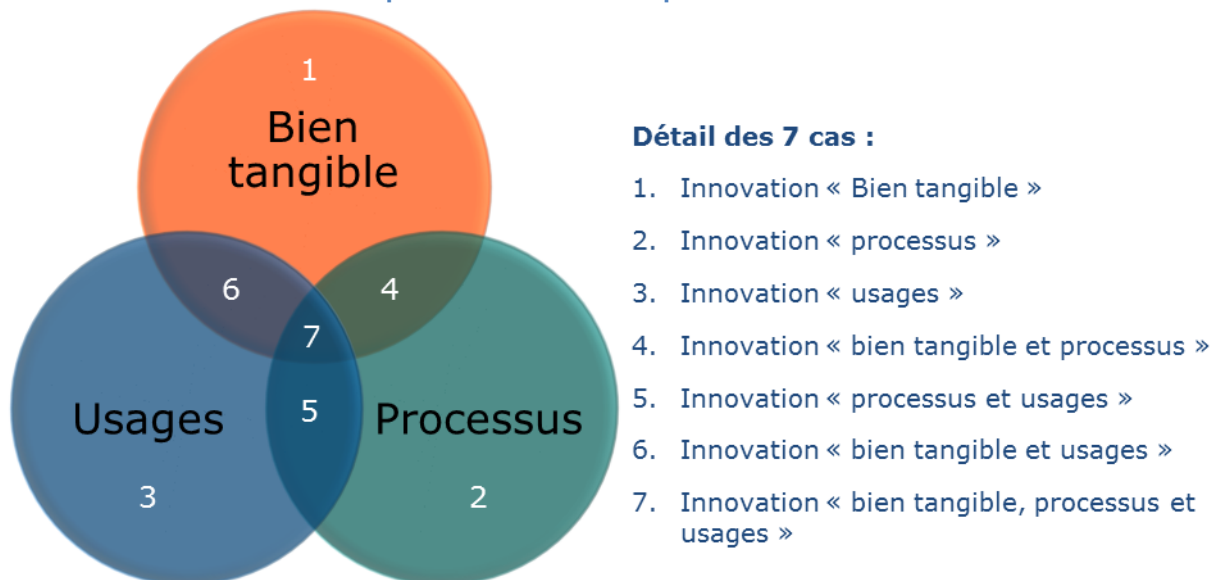 1
Bien
tangible
6
4
7
Usages
5
Processus
3
2
Détail des 7 cas :
1. Innovation « Bien tangible »
2. Innovation « processus »
3. Innovation « usages »
4. Innovation « bien tangible et processus »
5. Innovation « processus et usages »
6. Innovation « bien tangible et usages »
7. Innovation « bien tangible, processus et
usages »